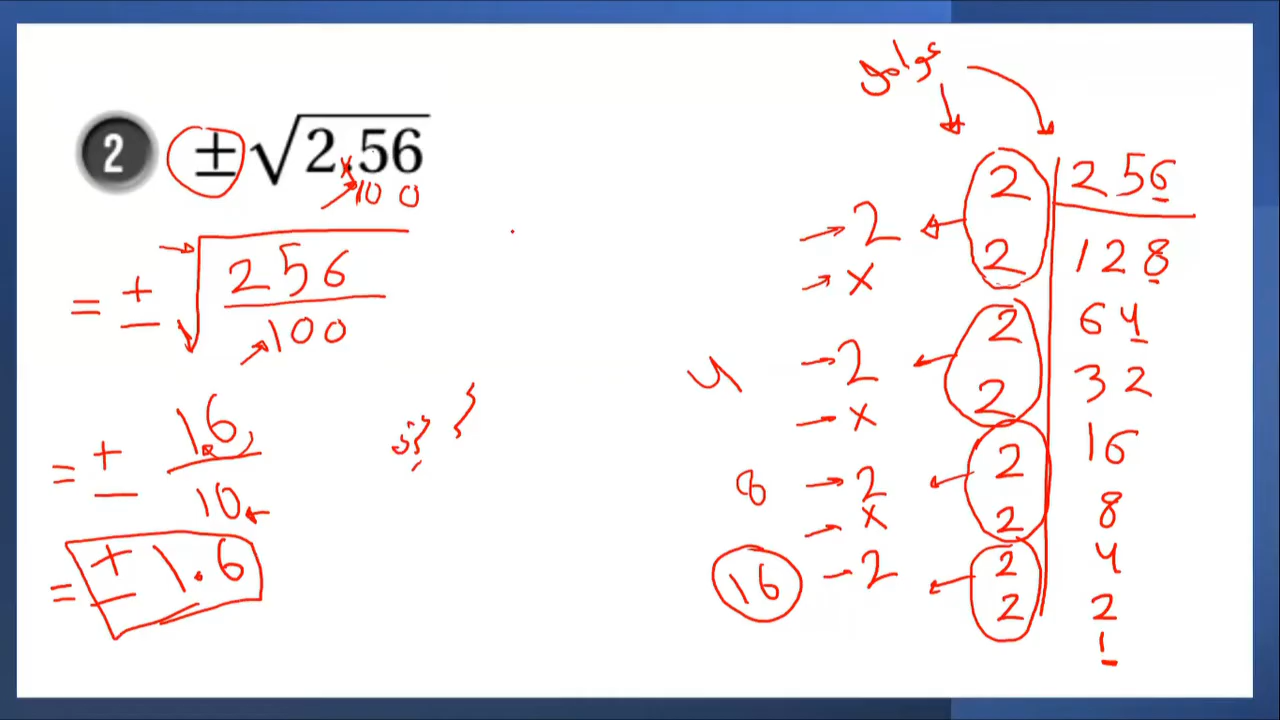 2 ±√2.56
× 100
= ± √256/100
= ± 16/10
= ± 1.6
2 | 256
2 | 128
2 | 64
2 | 32
2 | 16
2 | 8
2 | 4
2 | 2
1
2
×
4 2
×
8 2
×
16 2